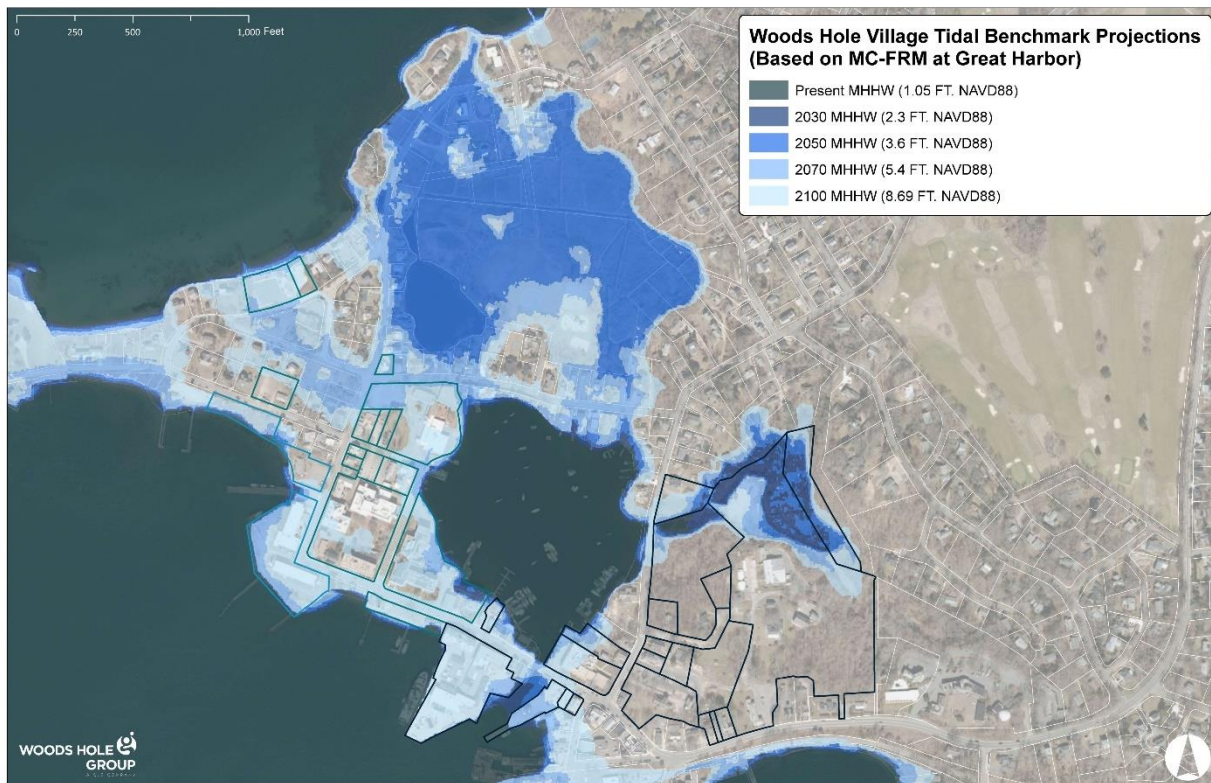 0 250 500 1,000 Feet
Woods Hole Village Tidal Benchmark Projections
(Based on MC-FRM at Great Harbor)
Present MHHW (1.05 FT. NAVD88)
2030 MHHW (2.3 FT. NAVD88)
2050 MHHW (3.6 FT. NAVD88)
2070 MHHW (5.4 FT. NAVD88)
2100 MHHW (8.69 FT. NAVD88)
WOODS HOLE
GROUP